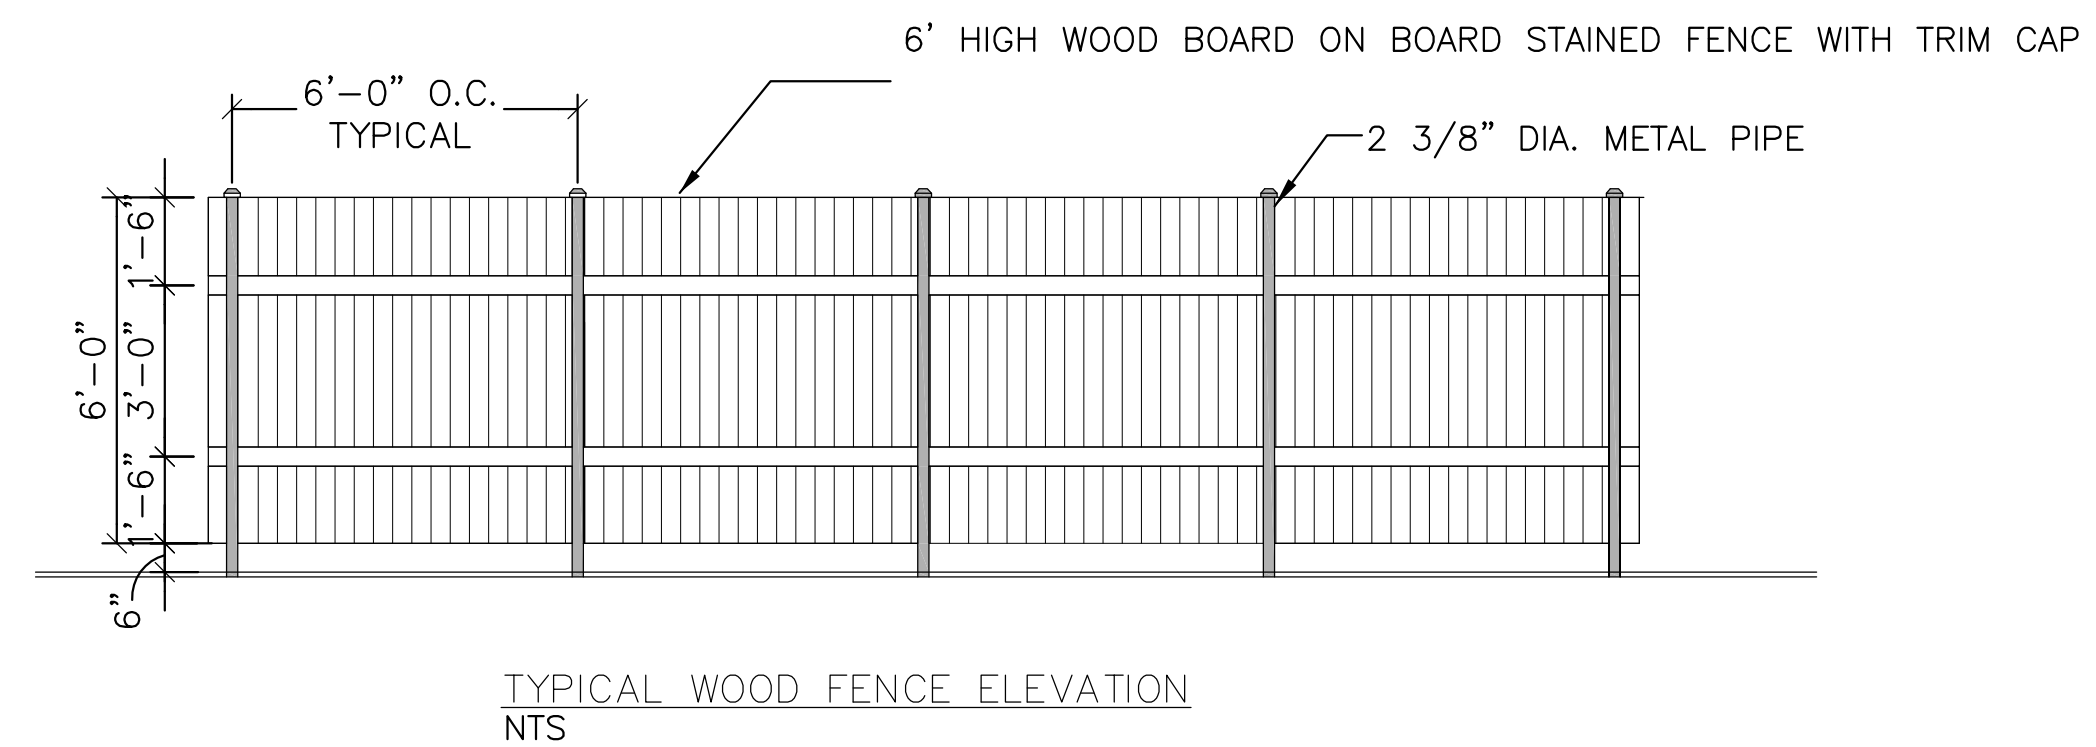 6' HIGH WOOD BOARD ON BOARD STAINED FENCE WITH TRIM CAP
6'-0" O.C.
TYPICAL
2 3/8" DIA. METAL PIPE
1'-6"
6'-0"
3'-0"
1'-6"
6"
TYPICAL WOOD FENCE ELEVATION
NTS